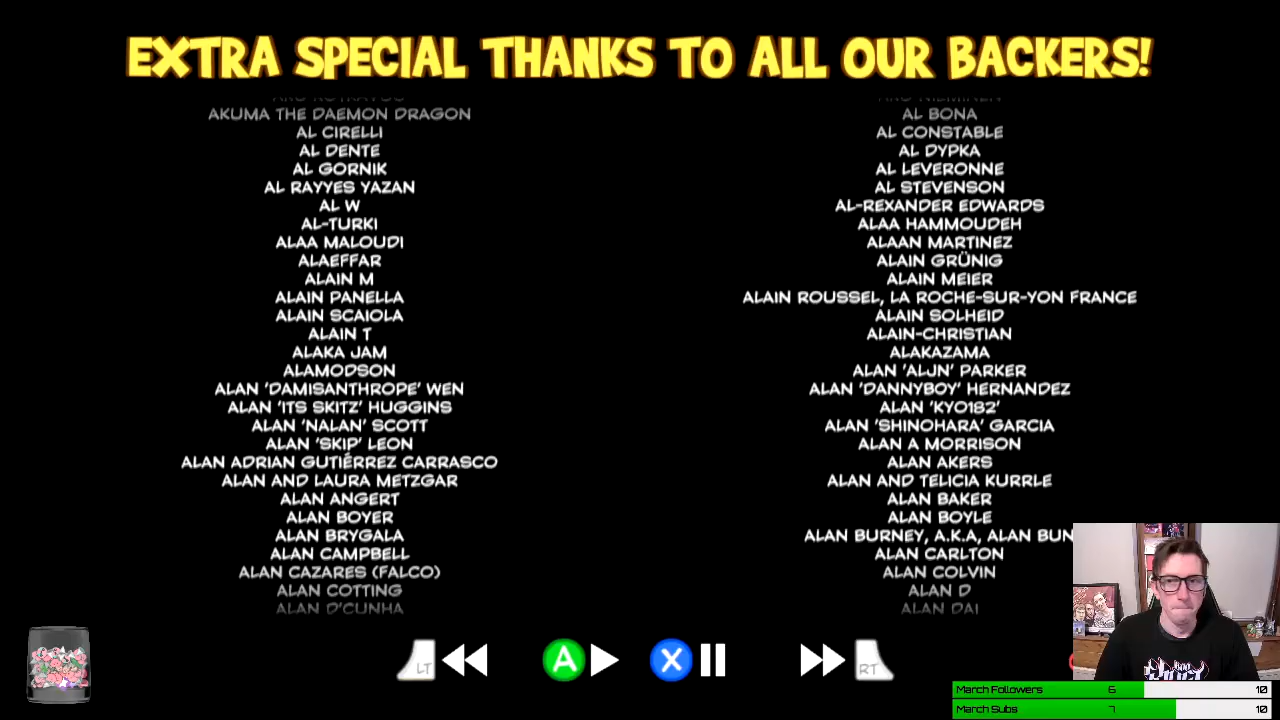 EXTRA SPECIAL THANKS TO ALL OUR BACKERS!
AKUMA THE DAEMON DRAGON
AL CIRELLI
AL DENTE
AL GORNIK
AL RAYYES YAZAN
AL W
AL-TURKI
ALAA MALOUDI
ALAEFFAR
ALAIN M
ALAIN PANELLA
ALAIN SCAIOLA
ALAIN T
ALAKA JAM
ALAMODSON
ALAN 'DAMISANTHROPE' WEN
ALAN 'ITS SKITZ' HUGGINS
ALAN 'NALAN' SCOTT
ALAN 'SKIP' LEON
ALAN ADRIAN GUTIÉRREZ CARRASCO
ALAN AND LAURA METZGAR
ALAN ANGERT
ALAN BOYER
ALAN BRYGALA
ALAN CAMPBELL
ALAN CAZARES (FALCO)
ALAN COTTING
ALAN D'CUNHA
AL BONA
AL CONSTABLE
AL DYPKA
AL LEVERONNE
AL STEVENSON
AL-REXANDER EDWARDS
ALAA HAMMOUDEH
ALAAN MARTINEZ
ALAIN GRÜNIG
ALAIN MEIER
ALAIN ROUSSEL, LA ROCHE-SUR-YON FRANCE
ALAIN SOLHEID
ALAIN-CHRISTIAN
ALAKAZAMA
ALAN 'ALJN' PARKER
ALAN 'DANNYBOY' HERNANDEZ
ALAN 'KYO182'
ALAN 'SHINOHARA' GARCIA
ALAN A MORRISON
ALAN AKERS
ALAN AND TELICIA KURRLE
ALAN BAKER
ALAN BOYLE
ALAN BURNEY, A.K.A, ALAN BUN
ALAN CARLTON
ALAN COLVIN
ALAN D
ALAN DAI
LT A X RT
March Followers 6 10
March Subs 7 10